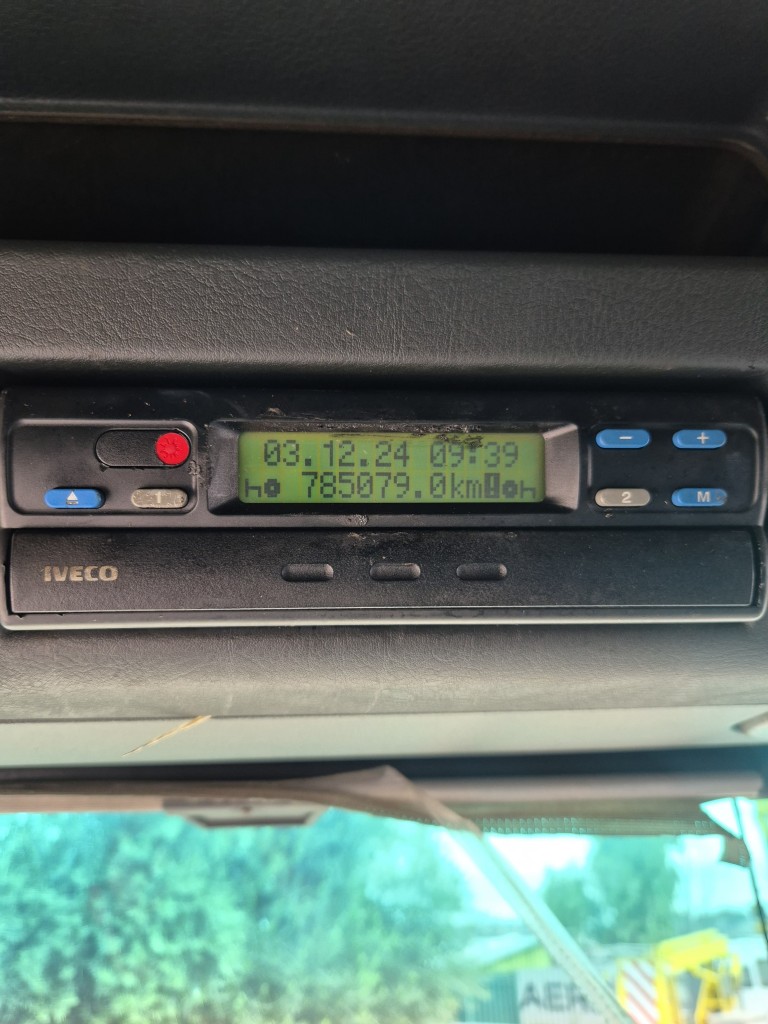 03.12.24 09:39
785079.0km
- +
1
2 M
IVECO
AER